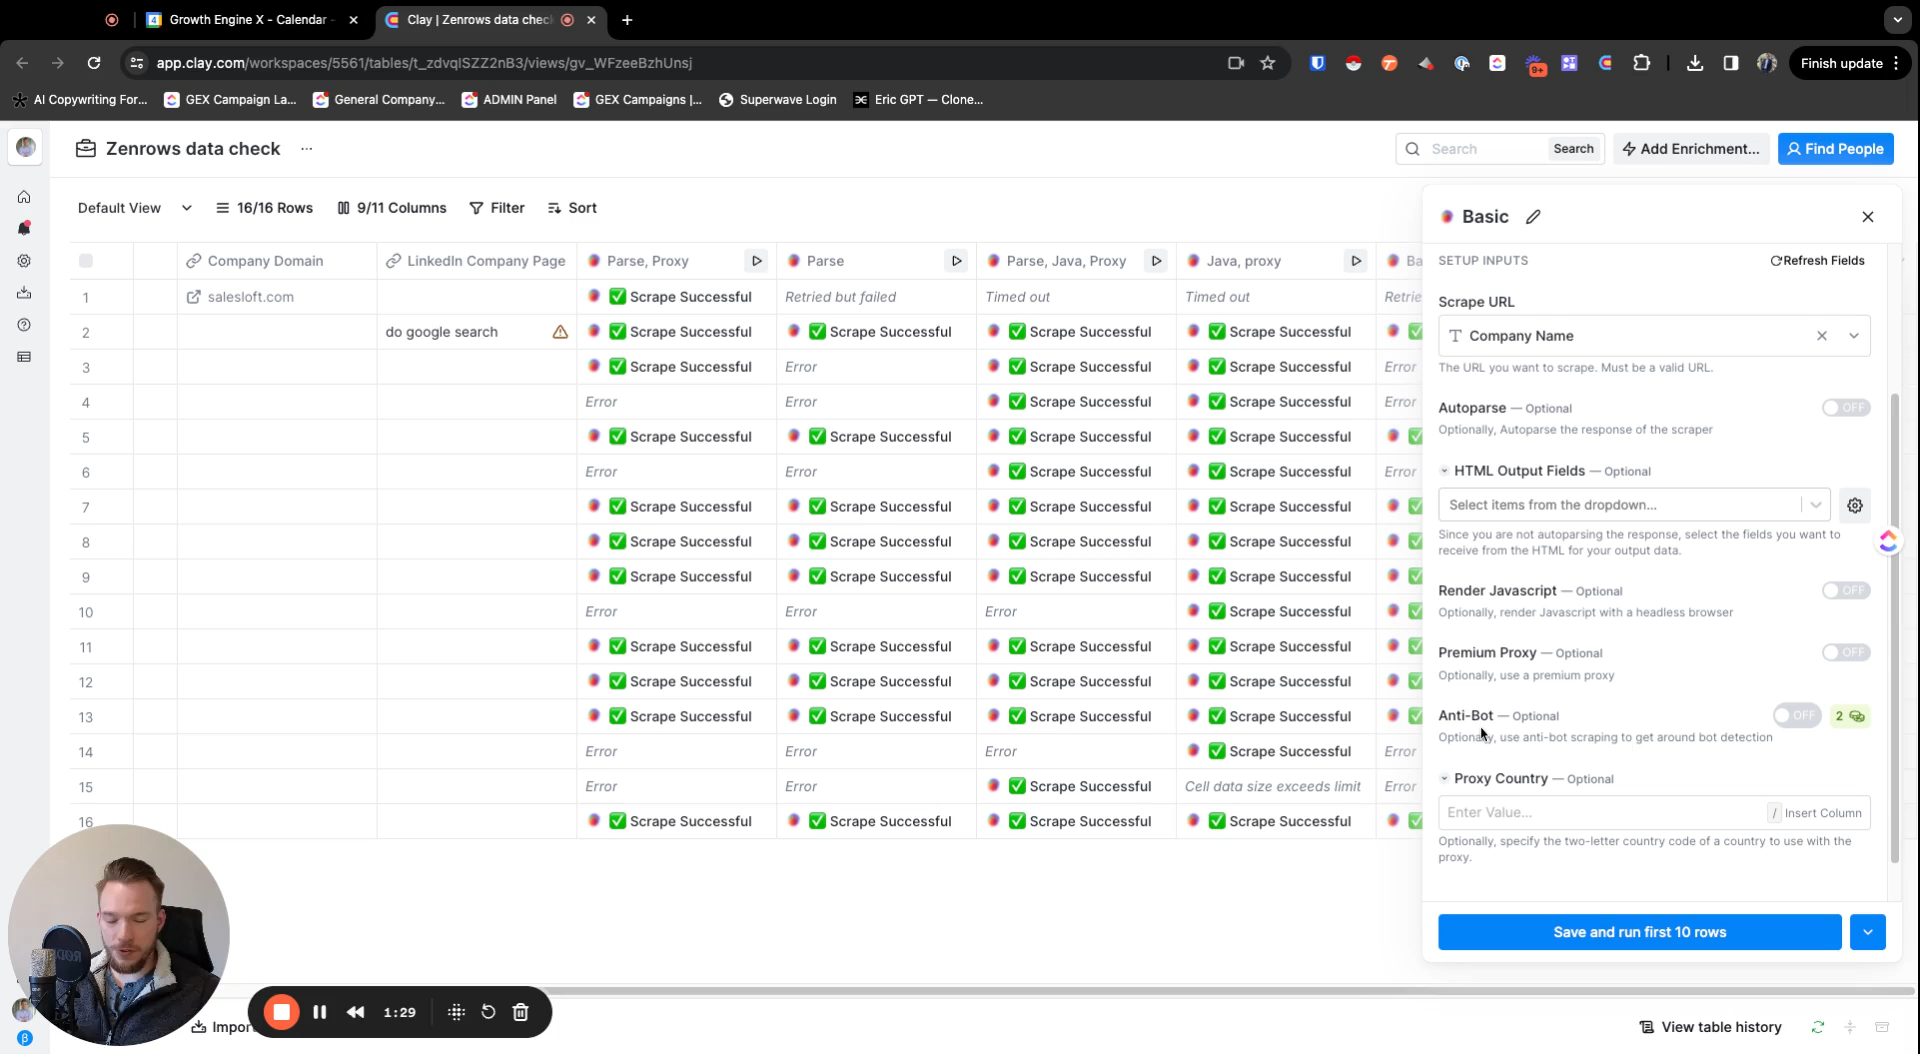 Growth Engine X - Calendar -
Clay | Zenrows data chec
app.clay.com/workspaces/5561/tables/t_zdvqlSZZ2nB3/views/gv_WFzeeBzhUnsj
9+
Finish update
AI Copywriting For...
GEX Campaign La...
General Company...
ADMIN Panel
GEX Campaigns |...
Superwave Login
Eric GPT — Clone...
Zenrows data check
...
Search
Search
Add Enrichment...
Find People
Default View
16/16 Rows
9/11 Columns
Filter
Sort
Company Domain
LinkedIn Company Page
Parse, Proxy
Parse
Parse, Java, Proxy
Java, proxy
Ba
1 salesloft.com Scrape Successful Retried but failed Timed out Timed out Retrie
2 do google search Scrape Successful Scrape Successful Scrape Successful Scrape Successful
3 Scrape Successful Error Scrape Successful Scrape Successful Error
4 Error Error Scrape Successful Scrape Successful Error
5 Scrape Successful Scrape Successful Scrape Successful Scrape Successful
6 Error Error Scrape Successful Scrape Successful Error
7 Scrape Successful Scrape Successful Scrape Successful Scrape Successful
8 Scrape Successful Scrape Successful Scrape Successful Scrape Successful
9 Scrape Successful Scrape Successful Scrape Successful Scrape Successful
10 Error Error Error Scrape Successful
11 Scrape Successful Scrape Successful Scrape Successful Scrape Successful
12 Scrape Successful Scrape Successful Scrape Successful Scrape Successful
13 Scrape Successful Scrape Successful Scrape Successful Scrape Successful
14 Error Error Error Scrape Successful Error
15 Error Error Scrape Successful Cell data size exceeds limit Error
16 Scrape Successful Scrape Successful Scrape Successful Scrape Successful
Basic
SETUP INPUTS
Refresh Fields
Scrape URL
Company Name
The URL you want to scrape. Must be a valid URL.
Autoparse — Optional
OFF
Optionally, Autoparse the response of the scraper
HTML Output Fields — Optional
Select items from the dropdown...
Since you are not autoparsing the response, select the fields you want to
receive from the HTML for your output data.
Render Javascript — Optional
OFF
Optionally, render Javascript with a headless browser
Premium Proxy — Optional
OFF
Optionally, use a premium proxy
Anti-Bot — Optional
OFF
2
Optionally, use anti-bot scraping to get around bot detection
Proxy Country — Optional
Enter Value...
/ Insert Column
Optionally, specify the two-letter country code of a country to use with the
proxy.
Save and run first 10 rows
RODE
1:29
β
Impor
View table history